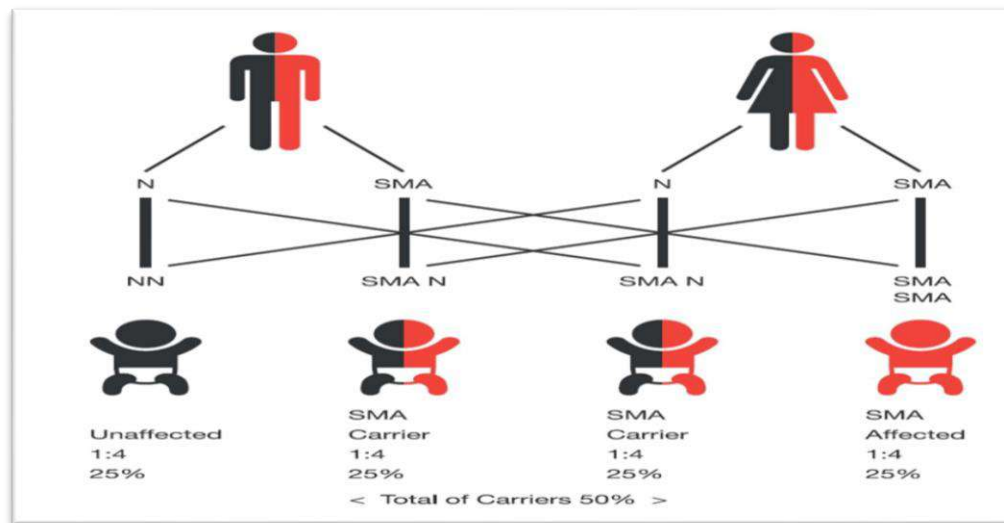 N SMA N SMA
NN SMA N SMA N SMA
SMA
SMA SMA SMA
Unaffected Carrier Carrier Affected
1:4 1:4 1:4 1:4
25% 25% 25% 25%
< Total of Carriers 50% >